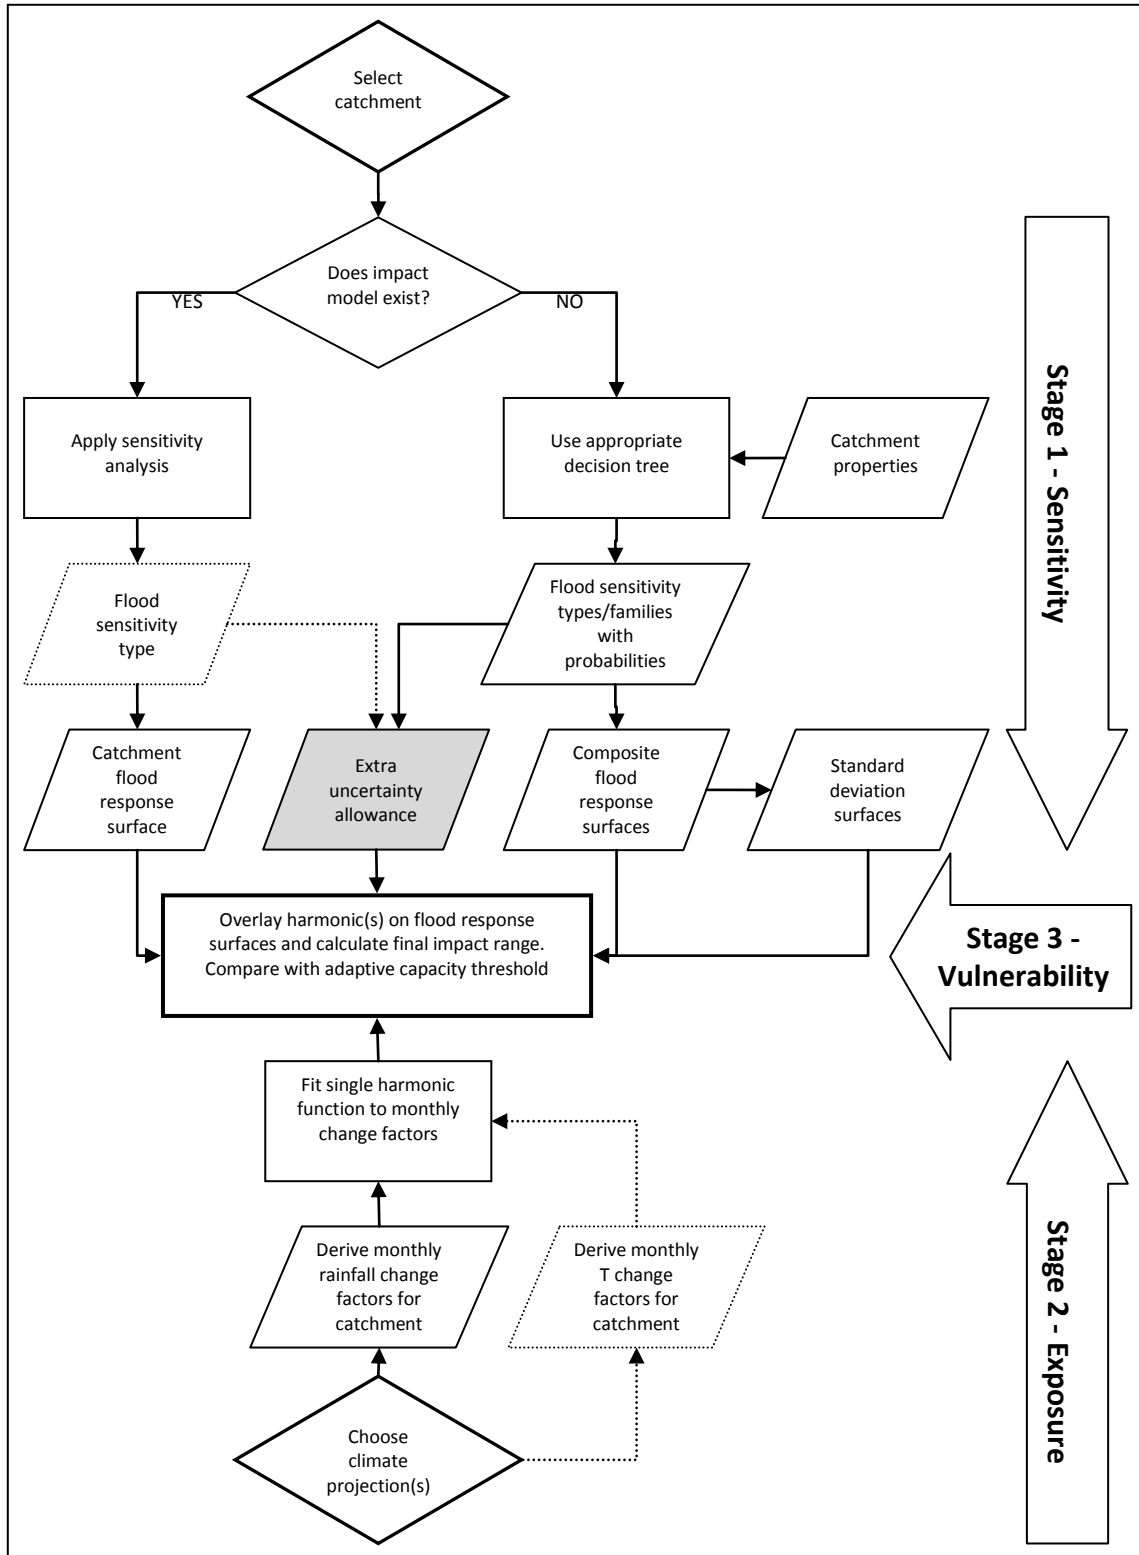 Select
catchment
Does impact
model exist?
YES
NO
Apply sensitivity
analysis
Use appropriate
decision tree
Catchment
properties
Flood
sensitivity
type
Flood sensitivity
types/families
with
probabilities
Catchment
flood
response
surface
Extra
uncertainty
allowance
Composite
flood
response
surfaces
Standard
deviation
surfaces
Stage 1 - Sensitivity
Overlay harmonic(s) on flood response
surfaces and calculate final impact range.
Compare with adaptive capacity threshold
Stage 3 -
Vulnerability
Fit single harmonic
function to monthly
change factors
Derive monthly
rainfall change
factors for
catchment
Derive monthly
T change
factors for
catchment
Choose
climate
projection(s)
Stage 2 - Exposure